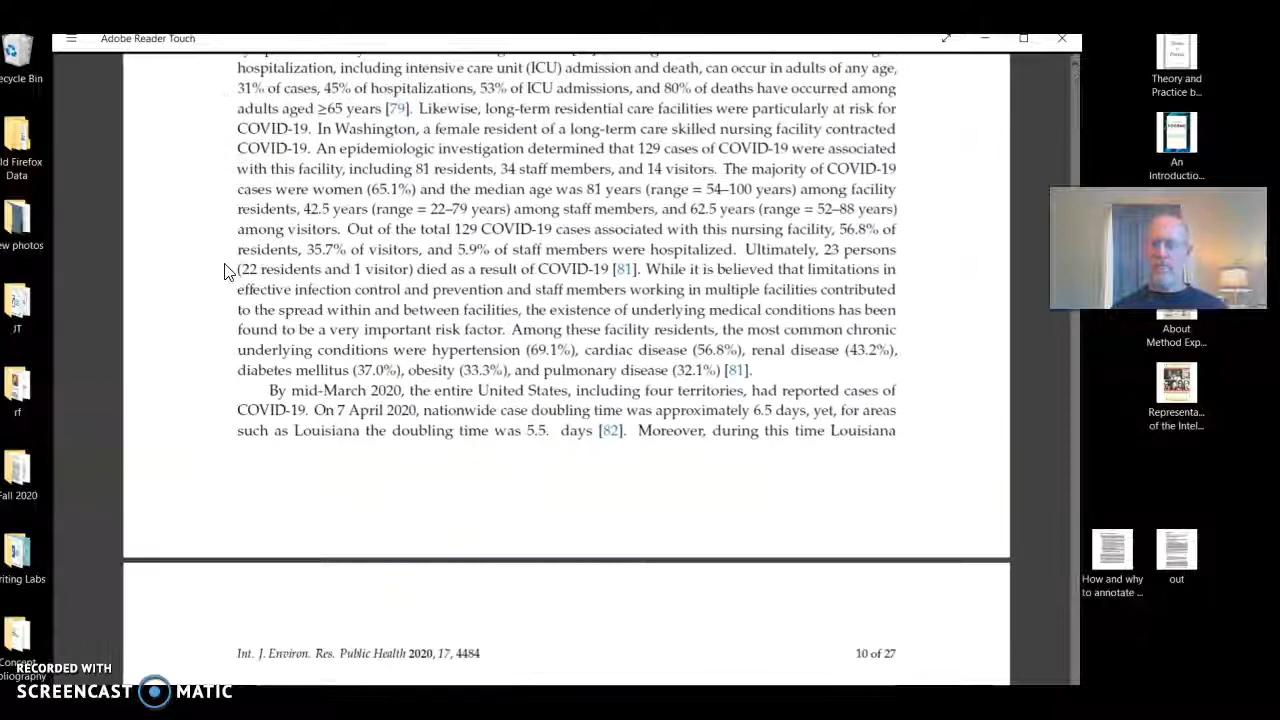 Adobe Reader Touch
hospitalization, including intensive care unit (ICU) admission and death, can occur in adults of any age,
31% of cases, 45% of hospitalizations, 53% of ICU admissions, and 80% of deaths have occurred among
adults aged ≥65 years [79]. Likewise, long-term residential care facilities were particularly at risk for
COVID-19. In Washington, a female resident of a long-term care skilled nursing facility contracted
COVID-19. An epidemiologic investigation determined that 129 cases of COVID-19 were associated
with this facility, including 81 residents, 34 staff members, and 14 visitors. The majority of COVID-19
cases were women (65.1%) and the median age was 81 years (range = 54–100 years) among facility
residents, 42.5 years (range = 22–79 years) among staff members, and 62.5 years (range = 52–88 years)
among visitors. Out of the total 129 COVID-19 cases associated with this nursing facility, 56.8% of
residents, 35.7% of visitors, and 5.9% of staff members were hospitalized. Ultimately, 23 persons
(22 residents and 1 visitor) died as a result of COVID-19 [81]. While it is believed that limitations in
effective infection control and prevention and staff members working in multiple facilities contributed
to the spread within and between facilities, the existence of underlying medical conditions has been
found to be a very important risk factor. Among these facility residents, the most common chronic
underlying conditions were hypertension (69.1%), cardiac disease (56.8%), renal disease (43.2%),
diabetes mellitus (37.0%), obesity (33.3%), and pulmonary disease (32.1%) [81].
By mid-March 2020, the entire United States, including four territories, had reported cases of
COVID-19. On 7 April 2020, nationwide case doubling time was approximately 6.5 days, yet, for areas
such as Louisiana the doubling time was 5.5. days [82]. Moreover, during this time Louisiana
Int. J. Environ. Res. Public Health 2020, 17, 4484
10 of 27
ecycle Bin
ld Firefox
Data
ew photos
JT
rf
Fall 2020
riting Labs
Concept
bliography
Theory and
Practice b...
An
Introductio...
About
Method Exp...
Representa...
of the Intel...
How and why
to annotate ...
out
RECORDED WITH
SCREENCAST MATIC